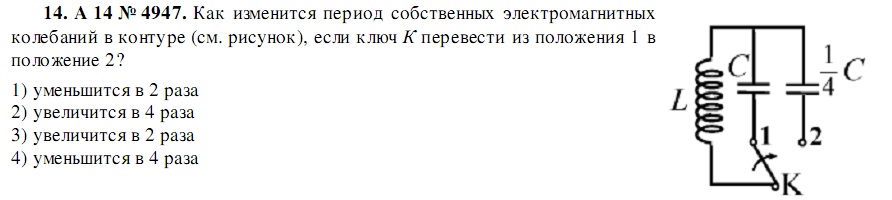 14. А 14 № 4947. Как изменится период собственных электромагнитных
колебаний в контуре (см. рисунок), если ключ К перевести из положения 1 в
положение 2?
1) уменьшится в 2 раза
2) увеличится в 4 раза
3) увеличится в 2 раза
4) уменьшится в 4 раза
L
C
1/4 C
1
2
K